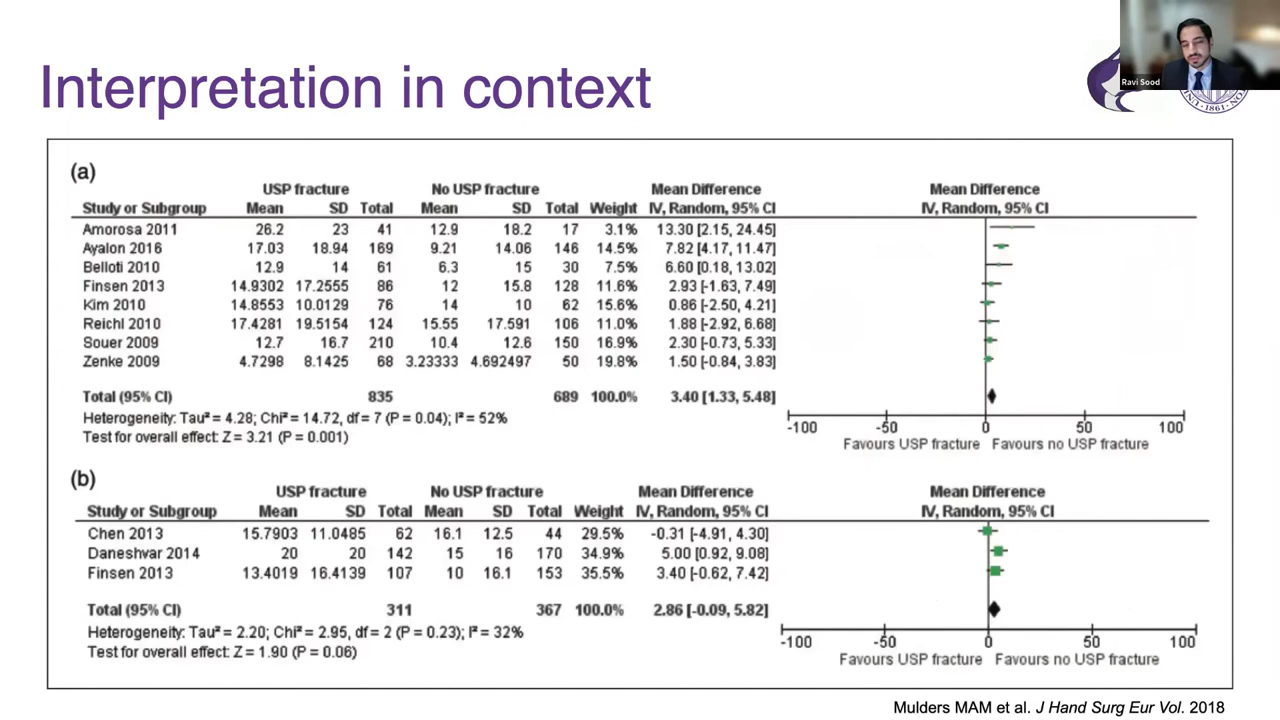 Ravi Sood
Interpretation in context
· 1861 ·
(a)
USP fracture No USP fracture Mean Difference Mean Difference
Study or Subgroup Mean SD Total Mean SD Total Weight IV, Random, 95% CI IV, Random, 95% CI
Amorosa 2011 26.2 23 41 12.9 18.2 17 3.1% 13.30 [2.15, 24.45]
Ayalon 2016 17.03 18.94 169 9.21 14.06 146 14.5% 7.82 [4.17, 11.47]
Belloti 2010 12.9 14 61 6.3 15 30 7.5% 6.60 [0.18, 13.02]
Finsen 2013 14.9302 17.2555 86 12 15.8 128 11.6% 2.93 [-1.63, 7.49]
Kim 2010 14.8553 10.0129 76 14 10 62 15.6% 0.86 [-2.50, 4.21]
Reichl 2010 17.4281 19.5154 124 15.55 17.591 106 11.0% 1.88 [-2.92, 6.68]
Souer 2009 12.7 16.7 210 10.4 12.6 150 16.9% 2.30 [-0.73, 5.33]
Zenke 2009 4.7298 8.1425 68 3.23333 4.692497 50 19.8% 1.50 [-0.84, 3.83]
Total (95% CI) 835 689 100.0% 3.40 [1.33, 5.48]
Heterogeneity: Tau² = 4.28; Chi² = 14.72, df = 7 (P = 0.04); I² = 52%
Test for overall effect: Z = 3.21 (P = 0.001)
-100 -50 0 50 100
Favours USP fracture Favours no USP fracture
(b)
USP fracture No USP fracture Mean Difference Mean Difference
Study or Subgroup Mean SD Total Mean SD Total Weight IV, Random, 95% CI IV, Random, 95% CI
Chen 2013 15.7903 11.0485 62 16.1 12.5 44 29.5% -0.31 [-4.91, 4.30]
Daneshvar 2014 20 20 142 15 16 170 34.9% 5.00 [0.92, 9.08]
Finsen 2013 13.4019 16.4139 107 10 16.1 153 35.5% 3.40 [-0.62, 7.42]
Total (95% CI) 311 367 100.0% 2.86 [-0.09, 5.82]
Heterogeneity: Tau² = 2.20; Chi² = 2.95, df = 2 (P = 0.23); I² = 32%
Test for overall effect: Z = 1.90 (P = 0.06)
-100 -50 0 50 100
Favours USP fracture Favours no USP fracture
Mulders MAM et al. J Hand Surg Eur Vol. 2018